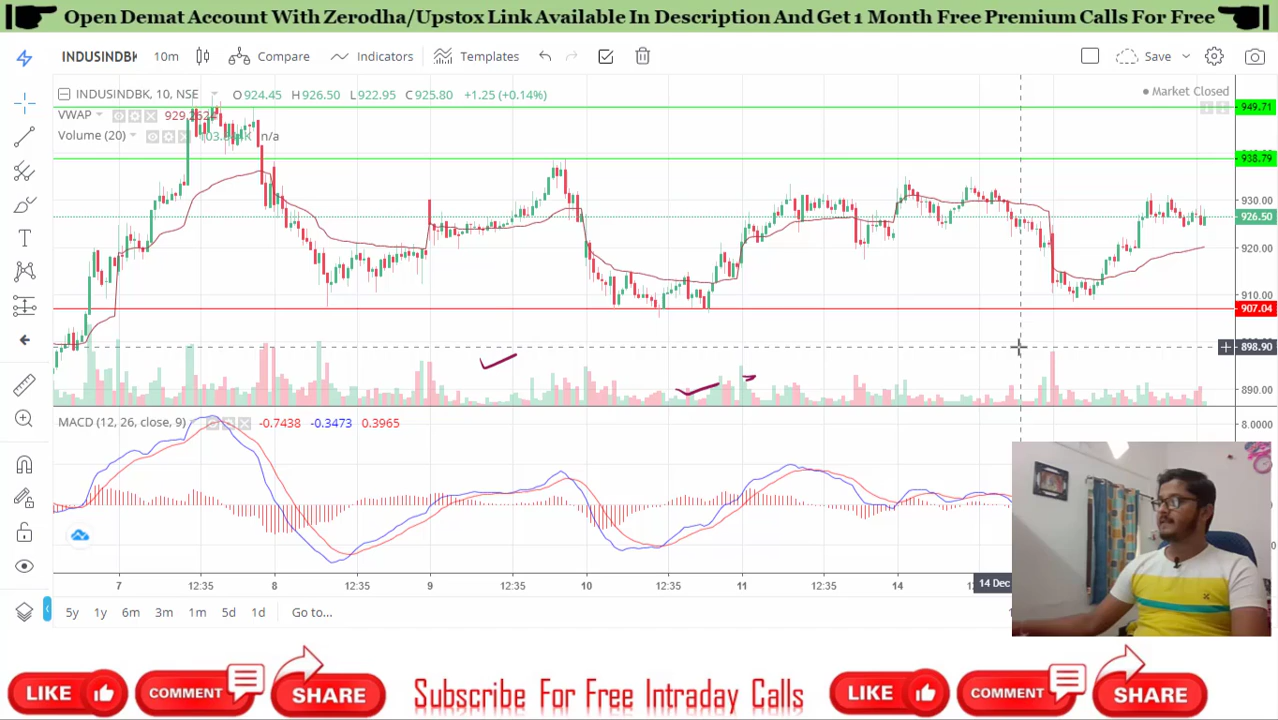 Open Demat Account With Zerodha/Upstox Link Available In Description And Get 1 Month Free Premium Calls For Free
INDUSINDBK 10m Compare Indicators Templates Save
INDUSINDBK, 10, NSE O924.45 H926.50 L922.95 C925.80 +1.25 (+0.14%) Market Closed
949.71
VWAP
Volume (20) n/a
938.79
930.00
926.50
920.00
910.00
907.04
898.90
890.00
MACD (12, 26, close, 9) -0.7438 -0.3473 0.3965 8.0000
7 12:35 8 12:35 9 12:35 10 12:35 11 12:35 14 14 Dec
5y 1y 6m 3m 1m 5d 1d Go to...
LIKE COMMENT SHARE Subscribe For Free Intraday Calls LIKE COMMENT SHARE